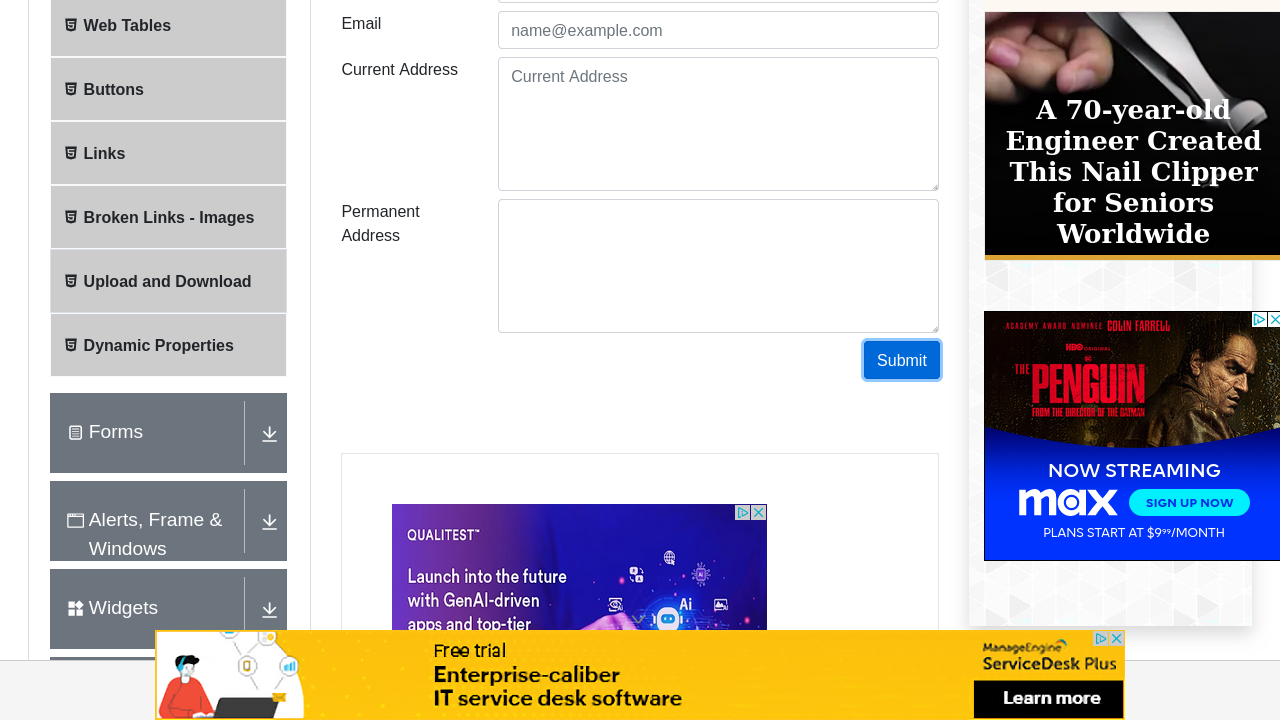 Web Tables
Buttons
Links
Broken Links - Images
Upload and Download
Dynamic Properties
Forms
Alerts, Frame &
Windows
Widgets
Email
name@example.com
Current Address
Current Address
Permanent
Address
Submit
QUALITEST™
Launch into the future
with GenAI-driven
apps and top-tier
Ai
A 70-year-old
Engineer Created
This Nail Clipper
for Seniors
Worldwide
ACADEMY AWARD NOMINEE COLIN FARRELL
HBO ORIGINAL
THE
PENGUIN
FROM THE DIRECTOR OF THE BATMAN
NOW STREAMING
max
SIGN UP NOW
PLANS START AT $9.99/MONTH
Free trial
Enterprise-caliber
IT service desk software
ManageEngine
ServiceDesk Plus
Learn more